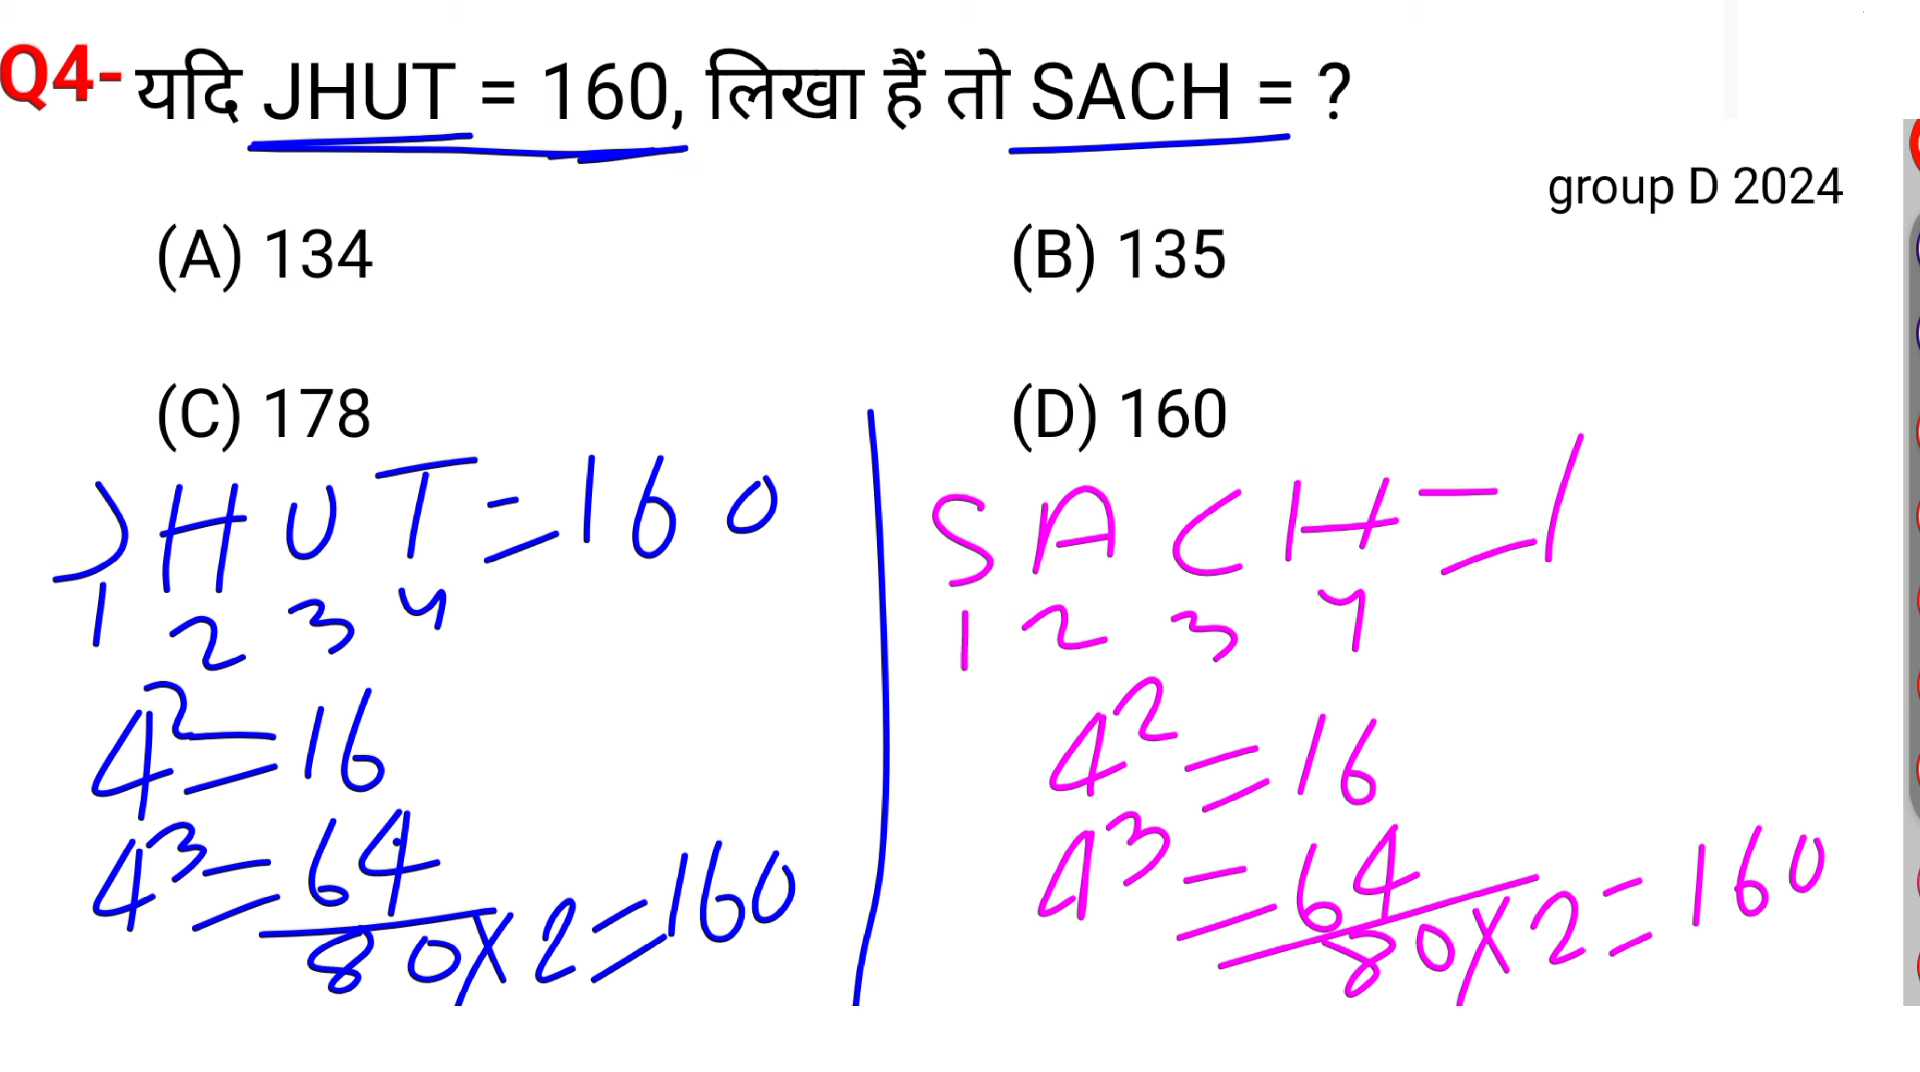 Q4- यदि JHUT = 160, लिखा हैं तो SACH = ?
group D 2024
(A) 134
(B) 135
(C) 178
(D) 160
JHUT=160
1 2 3 4
4²=16
4³=64
80×2=160
SACH=1
1 2 3 4
4²=16
4³=64
80×2=160